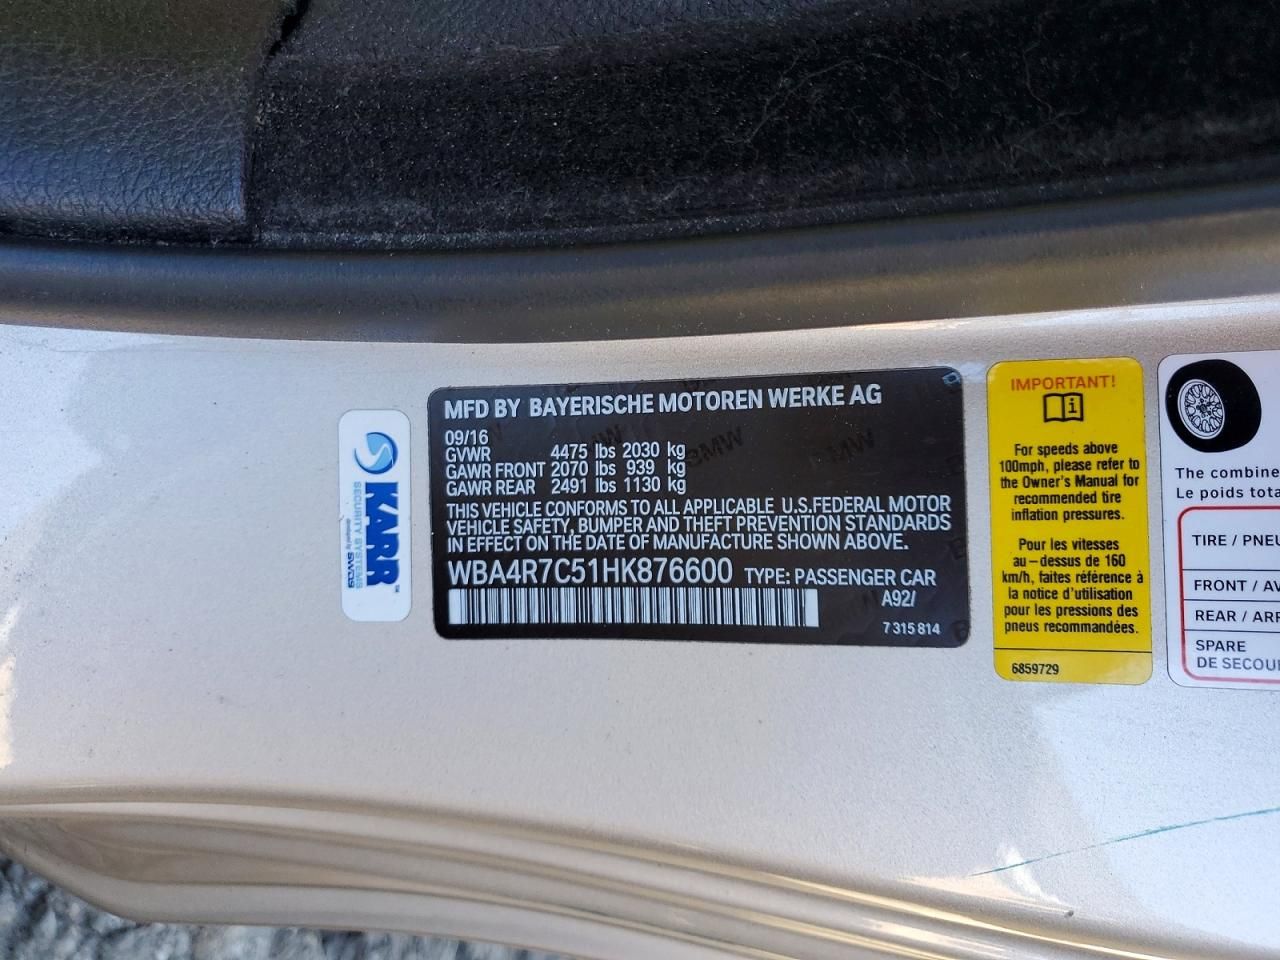 MFD BY BAYERISCHE MOTOREN WERKE AG
09/16
GVWR 4475 lbs 2030 kg
GAWR FRONT 2070 lbs 939 kg
GAWR REAR 2491 lbs 1130 kg
THIS VEHICLE CONFORMS TO ALL APPLICABLE U.S.FEDERAL MOTOR
VEHICLE SAFETY, BUMPER AND THEFT PREVENTION STANDARDS
IN EFFECT ON THE DATE OF MANUFACTURE SHOWN ABOVE.
WBA4R7C51HK876600 TYPE: PASSENGER CAR
A92/
7 315 814
KARR
SECURITY SYSTEMS
developed by SWDS
IMPORTANT!
For speeds above
100mph, please refer to
the Owner's Manual for
recommended tire
inflation pressures.
Pour les vitesses
au-dessus de 160
km/h, faites référence à
la notice d'utilisation
pour les pressions des
pneus recommandées.
6859729
The combine
Le poids tota
TIRE / PNEU
FRONT / AV
REAR / ARR
SPARE
DE SECOU